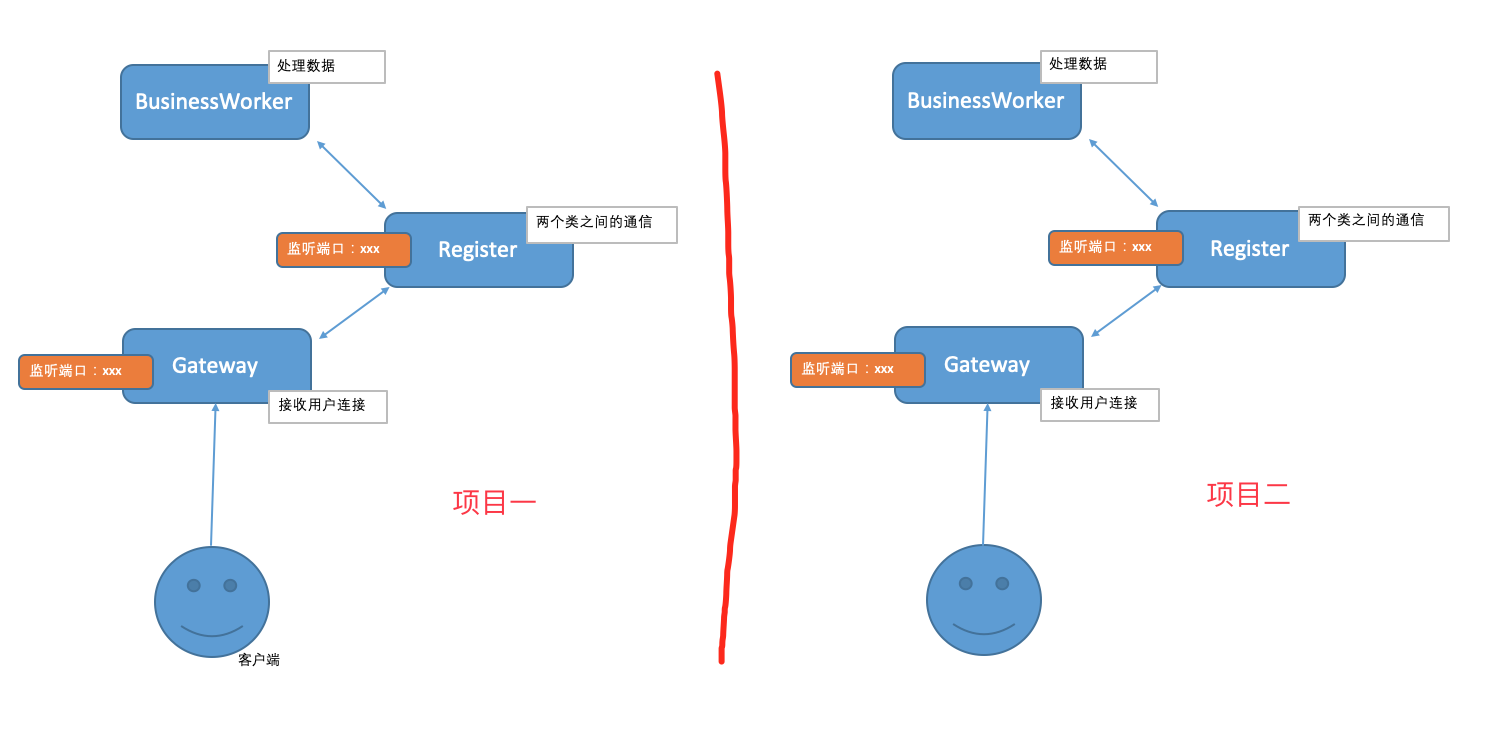 处理数据
BusinessWorker
两个类之间的通信
监听端口：xxx
Register
监听端口：xxx
Gateway
接收用户连接
项目一
客户端
处理数据
BusinessWorker
两个类之间的通信
监听端口：xxx
Register
监听端口：xxx
Gateway
接收用户连接
项目二